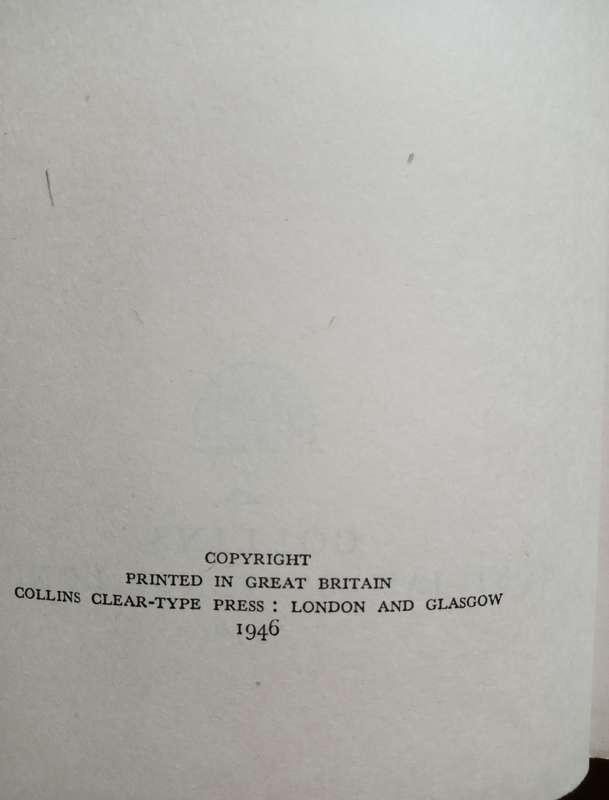 COPYRIGHT
PRINTED IN GREAT BRITAIN
COLLINS CLEAR-TYPE PRESS : LONDON AND GLASGOW
1946